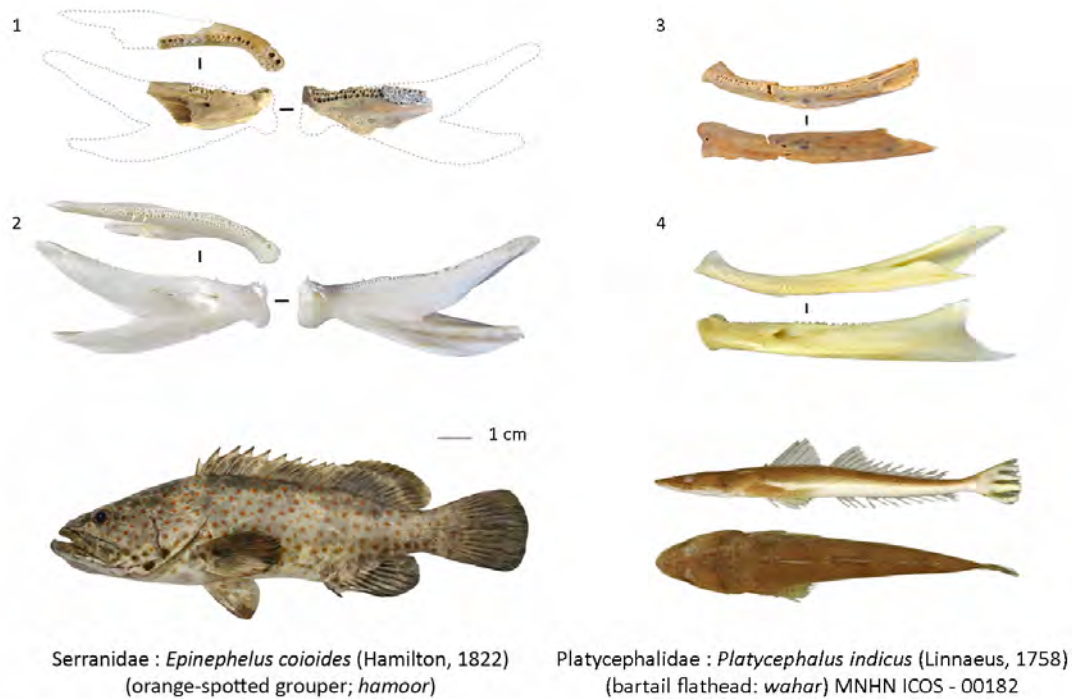 1
3
2
4
1 cm
Serranidae : Epinephelus coioides (Hamilton, 1822)
(orange-spotted grouper; hamoor)
Platycephalidae : Platycephalus indicus (Linnaeus, 1758)
(bartail flathead: wahar) MNHN ICOS - 00182